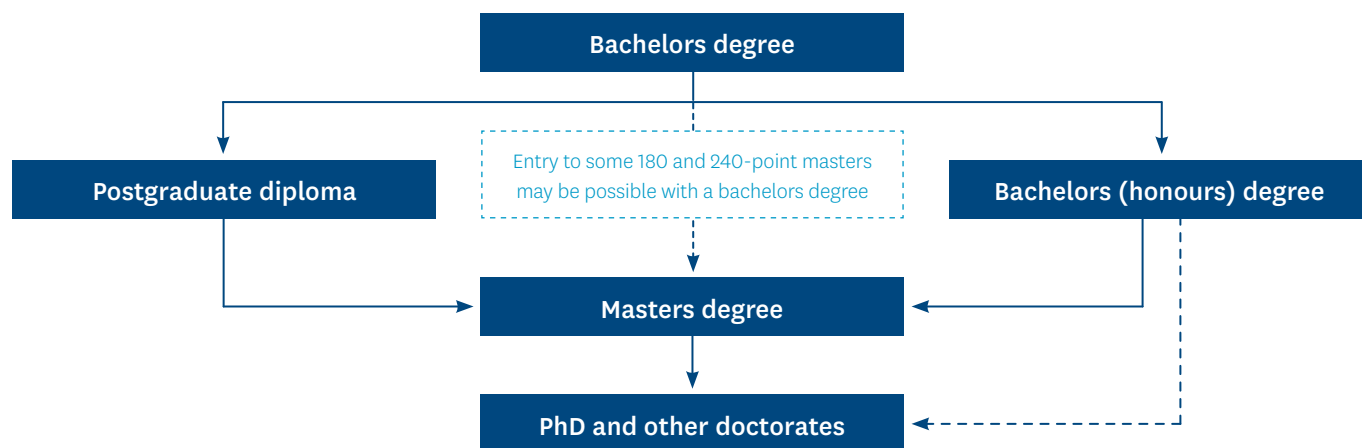 Bachelors degree
Entry to some 180 and 240-point masters
may be possible with a bachelors degree
Postgraduate diploma
Bachelors (honours) degree
Masters degree
PhD and other doctorates